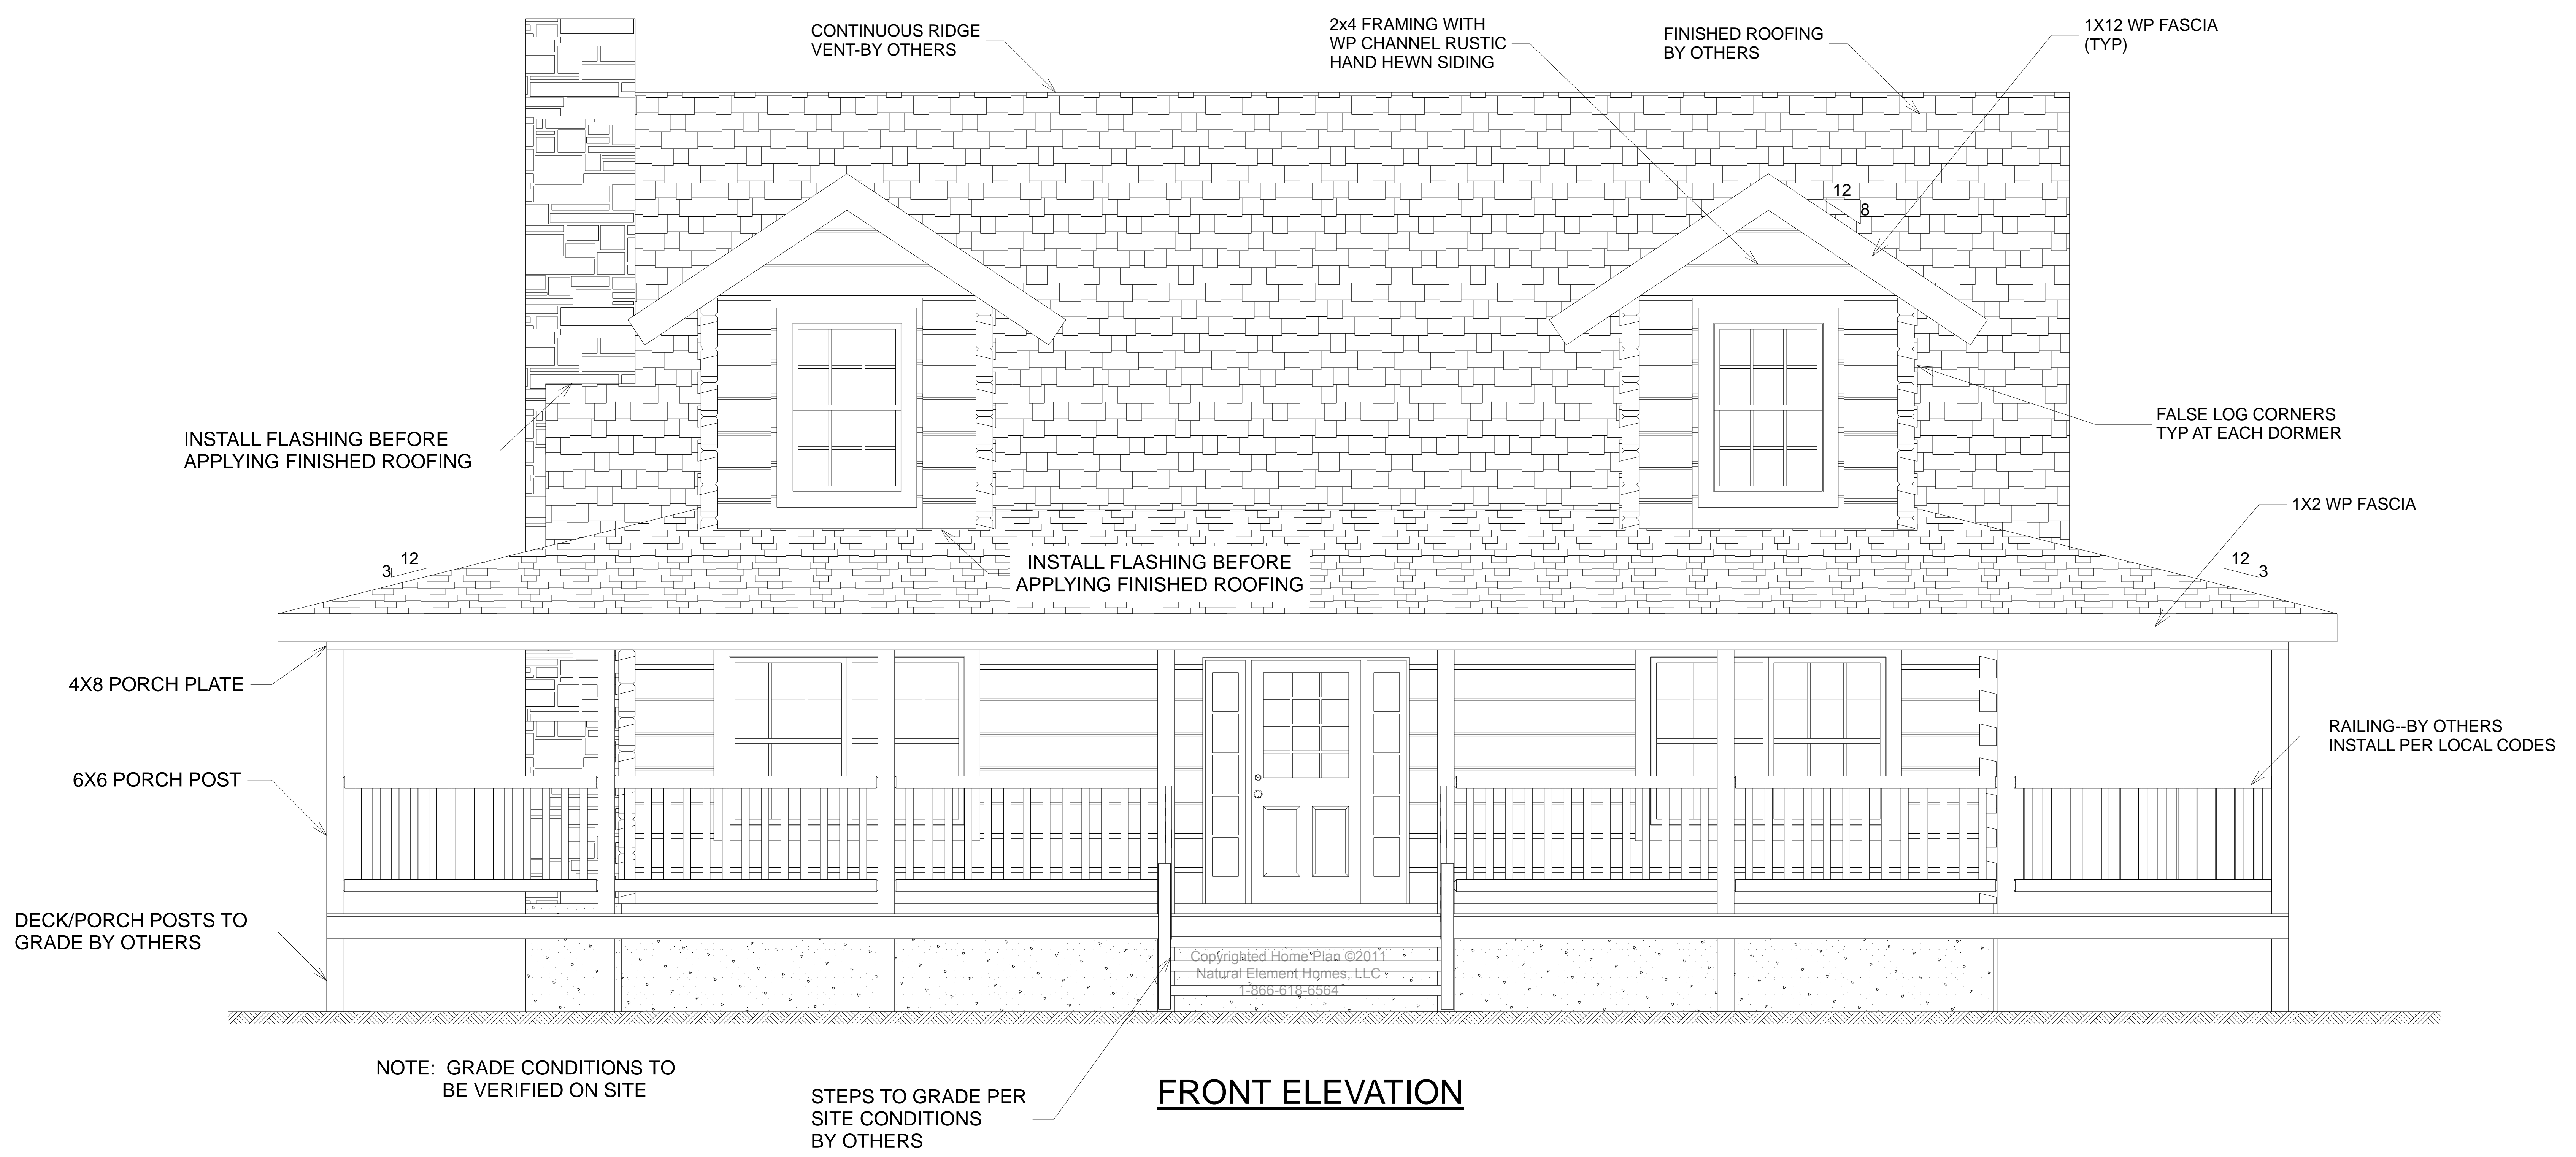 CONTINUOUS RIDGE
VENT-BY OTHERS
2x4 FRAMING WITH
WP CHANNEL RUSTIC
HAND HEWN SIDING
FINISHED ROOFING
BY OTHERS
1X12 WP FASCIA
(TYP)
12
8
INSTALL FLASHING BEFORE
APPLYING FINISHED ROOFING
FALSE LOG CORNERS
TYP AT EACH DORMER
1X2 WP FASCIA
12
3
INSTALL FLASHING BEFORE
APPLYING FINISHED ROOFING
12
3
4X8 PORCH PLATE
6X6 PORCH POST
RAILING--BY OTHERS
INSTALL PER LOCAL CODES
DECK/PORCH POSTS TO
GRADE BY OTHERS
Copyrighted Home Plan ©2011
Natural Element Homes, LLC
1-866-618-6564
NOTE: GRADE CONDITIONS TO
BE VERIFIED ON SITE
STEPS TO GRADE PER
SITE CONDITIONS
BY OTHERS
FRONT ELEVATION